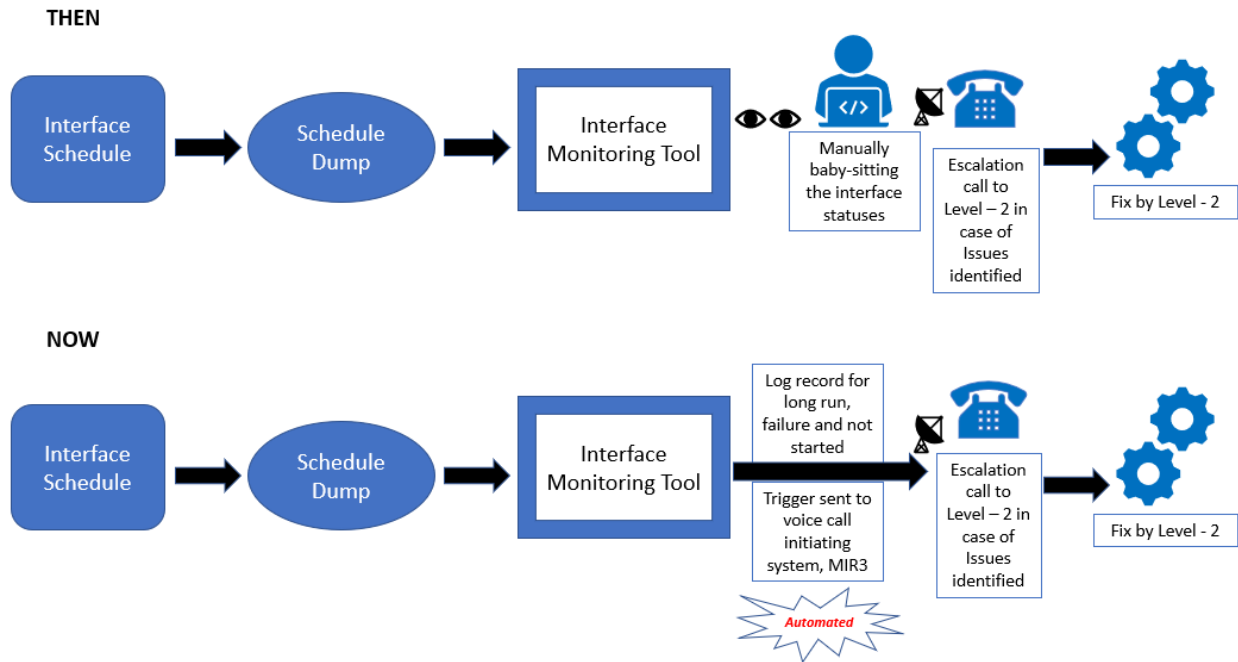 THEN
Interface
Schedule
Schedule
Dump
Interface
Monitoring Tool
</>
Manually
baby-sitting
the interface
statuses
Escalation
call to
Level – 2 in
case of
Issues
identified
Fix by Level - 2
NOW
Interface
Schedule
Schedule
Dump
Interface
Monitoring Tool
Log record for
long run,
failure and not
started
Trigger sent to
voice call
initiating
system, MIR3
Automated
Escalation
call to
Level – 2 in
case of
Issues
identified
Fix by Level - 2